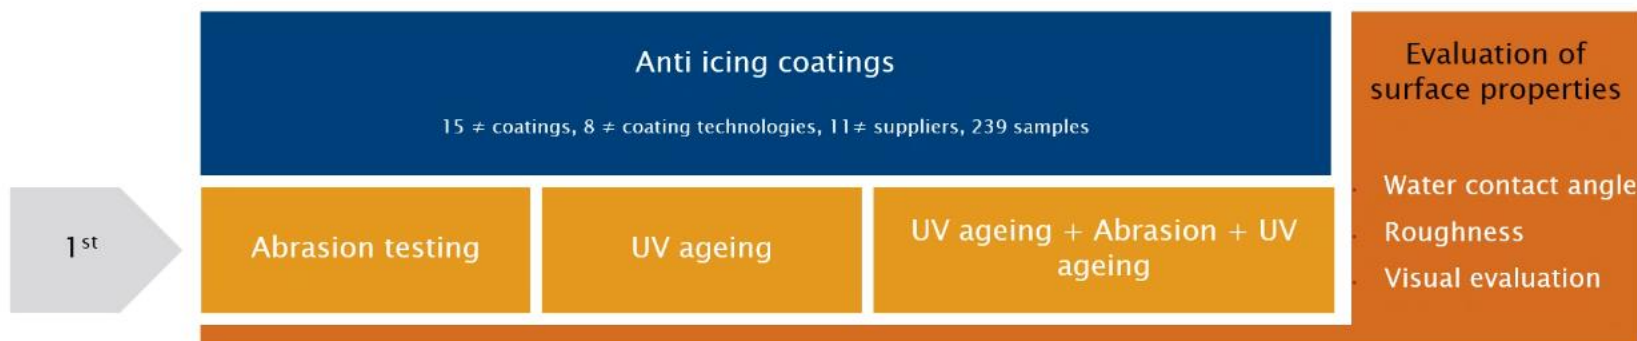 Anti icing coatings
15 ≠ coatings, 8 ≠ coating technologies, 11≠ suppliers, 239 samples
Evaluation of
surface properties
Water contact angle
Roughness
Visual evaluation
1st
Abrasion testing
UV ageing
UV ageing + Abrasion + UV
ageing